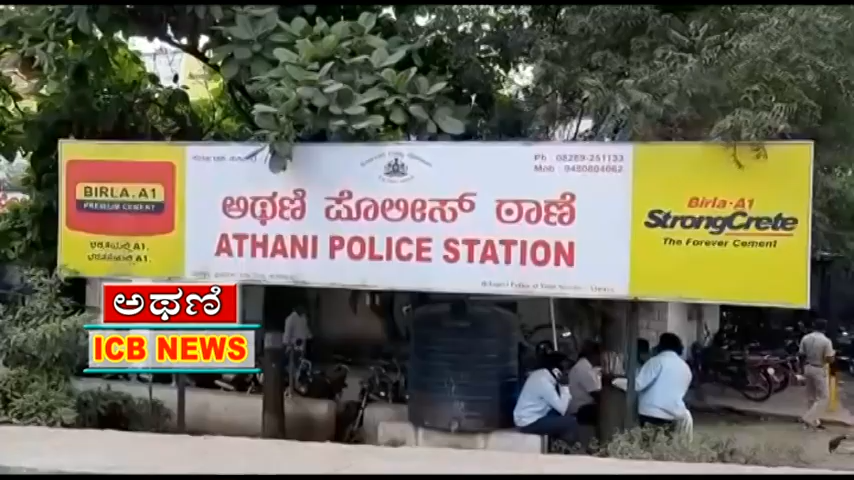 Ph : 08289-251133
Mob : 9480804062
BIRLA.A1
PREMIUM CEMENT
ಅಥಣಿ ಪೊಲೀಸ್ ಠಾಣೆ
ATHANI POLICE STATION
Birla·A1
StrongCrete
The Forever Cement
ಅಥಣಿ
ICB NEWS